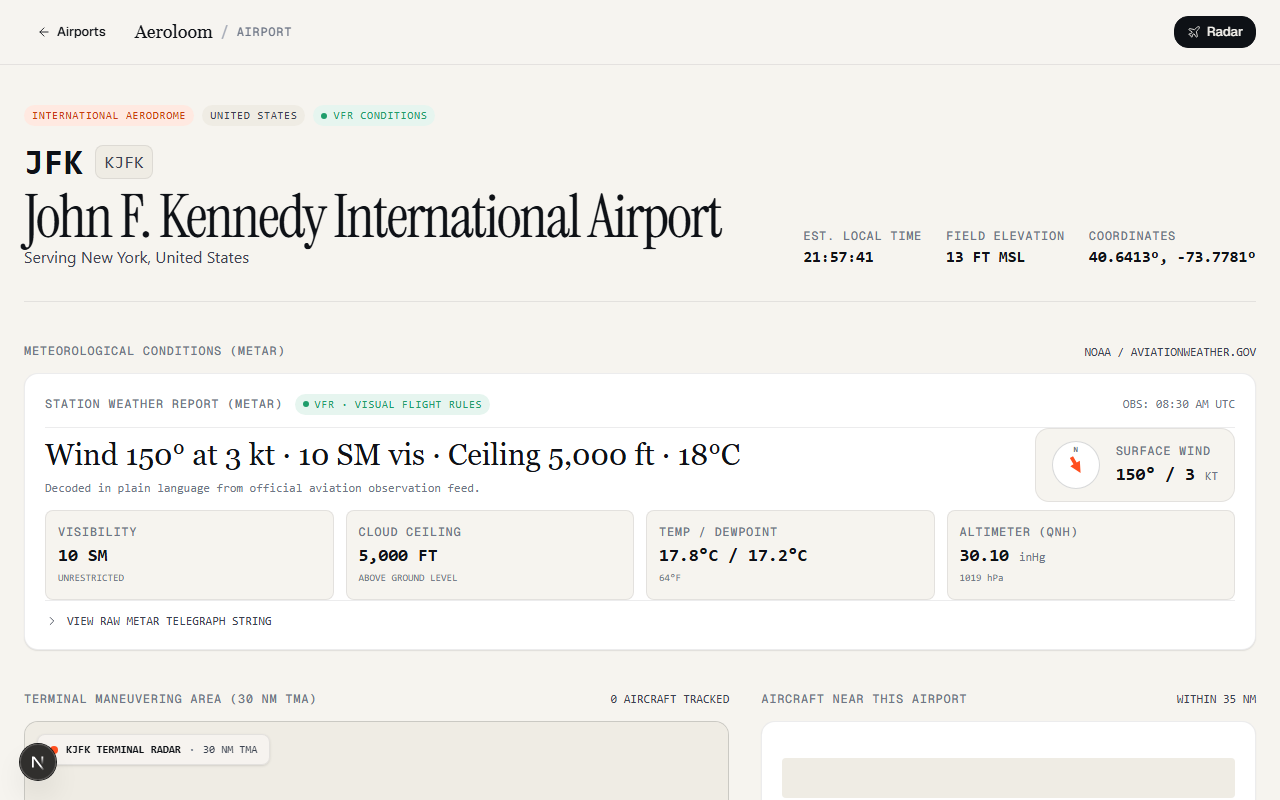 Airports
Aeroloom / AIRPORT
Radar
INTERNATIONAL AERODROME
UNITED STATES
VFR CONDITIONS
JFK KJFK
John F. Kennedy International Airport
Serving New York, United States
EST. LOCAL TIME
21:57:41
FIELD ELEVATION
13 FT MSL
COORDINATES
40.6413º, -73.7781º
METEOROLOGICAL CONDITIONS (METAR)
NOAA / AVIATIONWEATHER.GOV
STATION WEATHER REPORT (METAR)
VFR · VISUAL FLIGHT RULES
OBS: 08:30 AM UTC
Wind 150° at 3 kt · 10 SM vis · Ceiling 5,000 ft · 18°C
Decoded in plain language from official aviation observation feed.
N
SURFACE WIND
150° / 3 KT
VISIBILITY
10 SM
UNRESTRICTED
CLOUD CEILING
5,000 FT
ABOVE GROUND LEVEL
TEMP / DEWPOINT
17.8°C / 17.2°C
64°F
ALTIMETER (QNH)
30.10 inHg
1019 hPa
VIEW RAW METAR TELEGRAPH STRING
TERMINAL MANEUVERING AREA (30 NM TMA)
0 AIRCRAFT TRACKED
KJFK TERMINAL RADAR · 30 NM TMA
N
AIRCRAFT NEAR THIS AIRPORT
WITHIN 35 NM